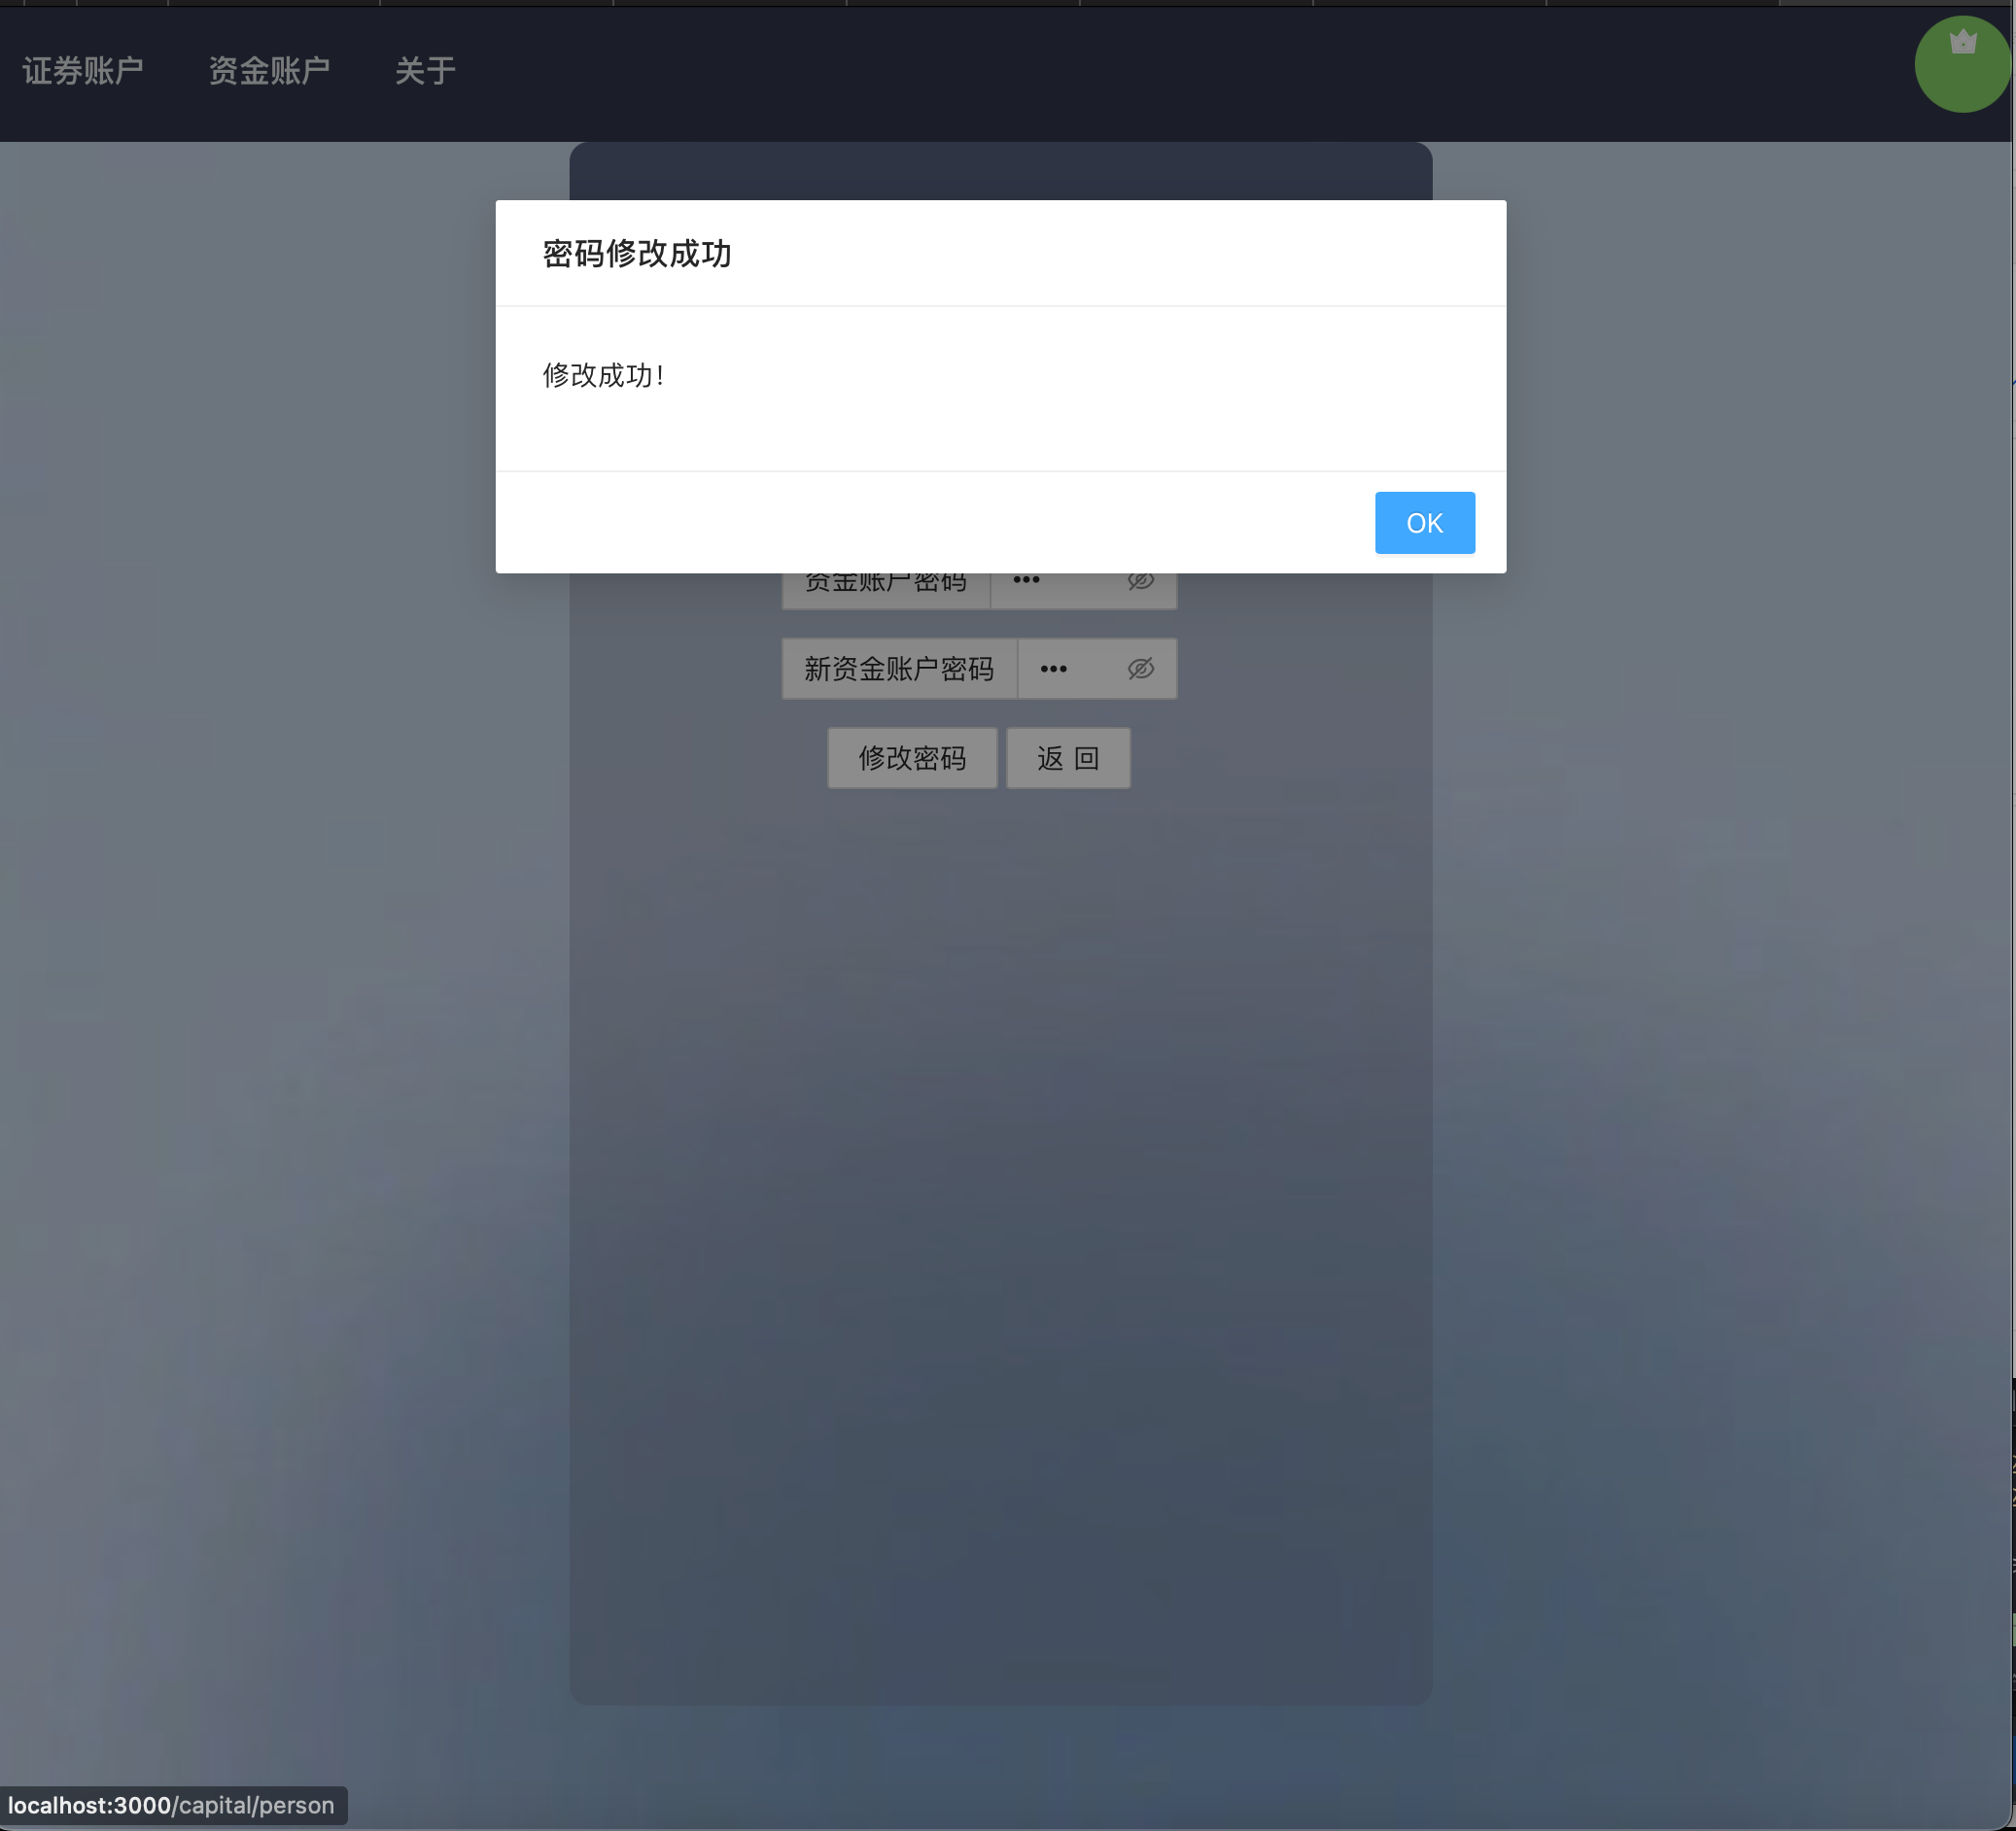 证券账户 资金账户 关于
密码修改成功
修改成功！
OK
资金账户密码 •••
新资金账户密码 •••
修改密码 返 回
localhost:3000/capital/person